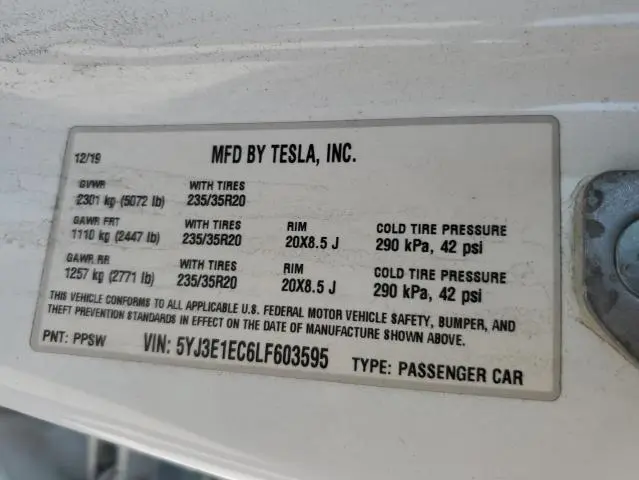 12/19 MFD BY TESLA, INC.
GVWR WITH TIRES
2301 kg (5072 lb) 235/35R20
GAWR FRT WITH TIRES RIM COLD TIRE PRESSURE
1110 kg (2447 lb) 235/35R20 20X8.5 J 290 kPa, 42 psi
GAWR RR WITH TIRES RIM COLD TIRE PRESSURE
1257 kg (2771 lb) 235/35R20 20X8.5 J 290 kPa, 42 psi
THIS VEHICLE CONFORMS TO ALL APPLICABLE U.S. FEDERAL MOTOR VEHICLE SAFETY, BUMPER, AND
THEFT PREVENTION STANDARDS IN EFFECT ON THE DATE OF MANUFACTURE SHOWN ABOVE.
PNT: PPSW VIN: 5YJ3E1EC6LF603595 TYPE: PASSENGER CAR